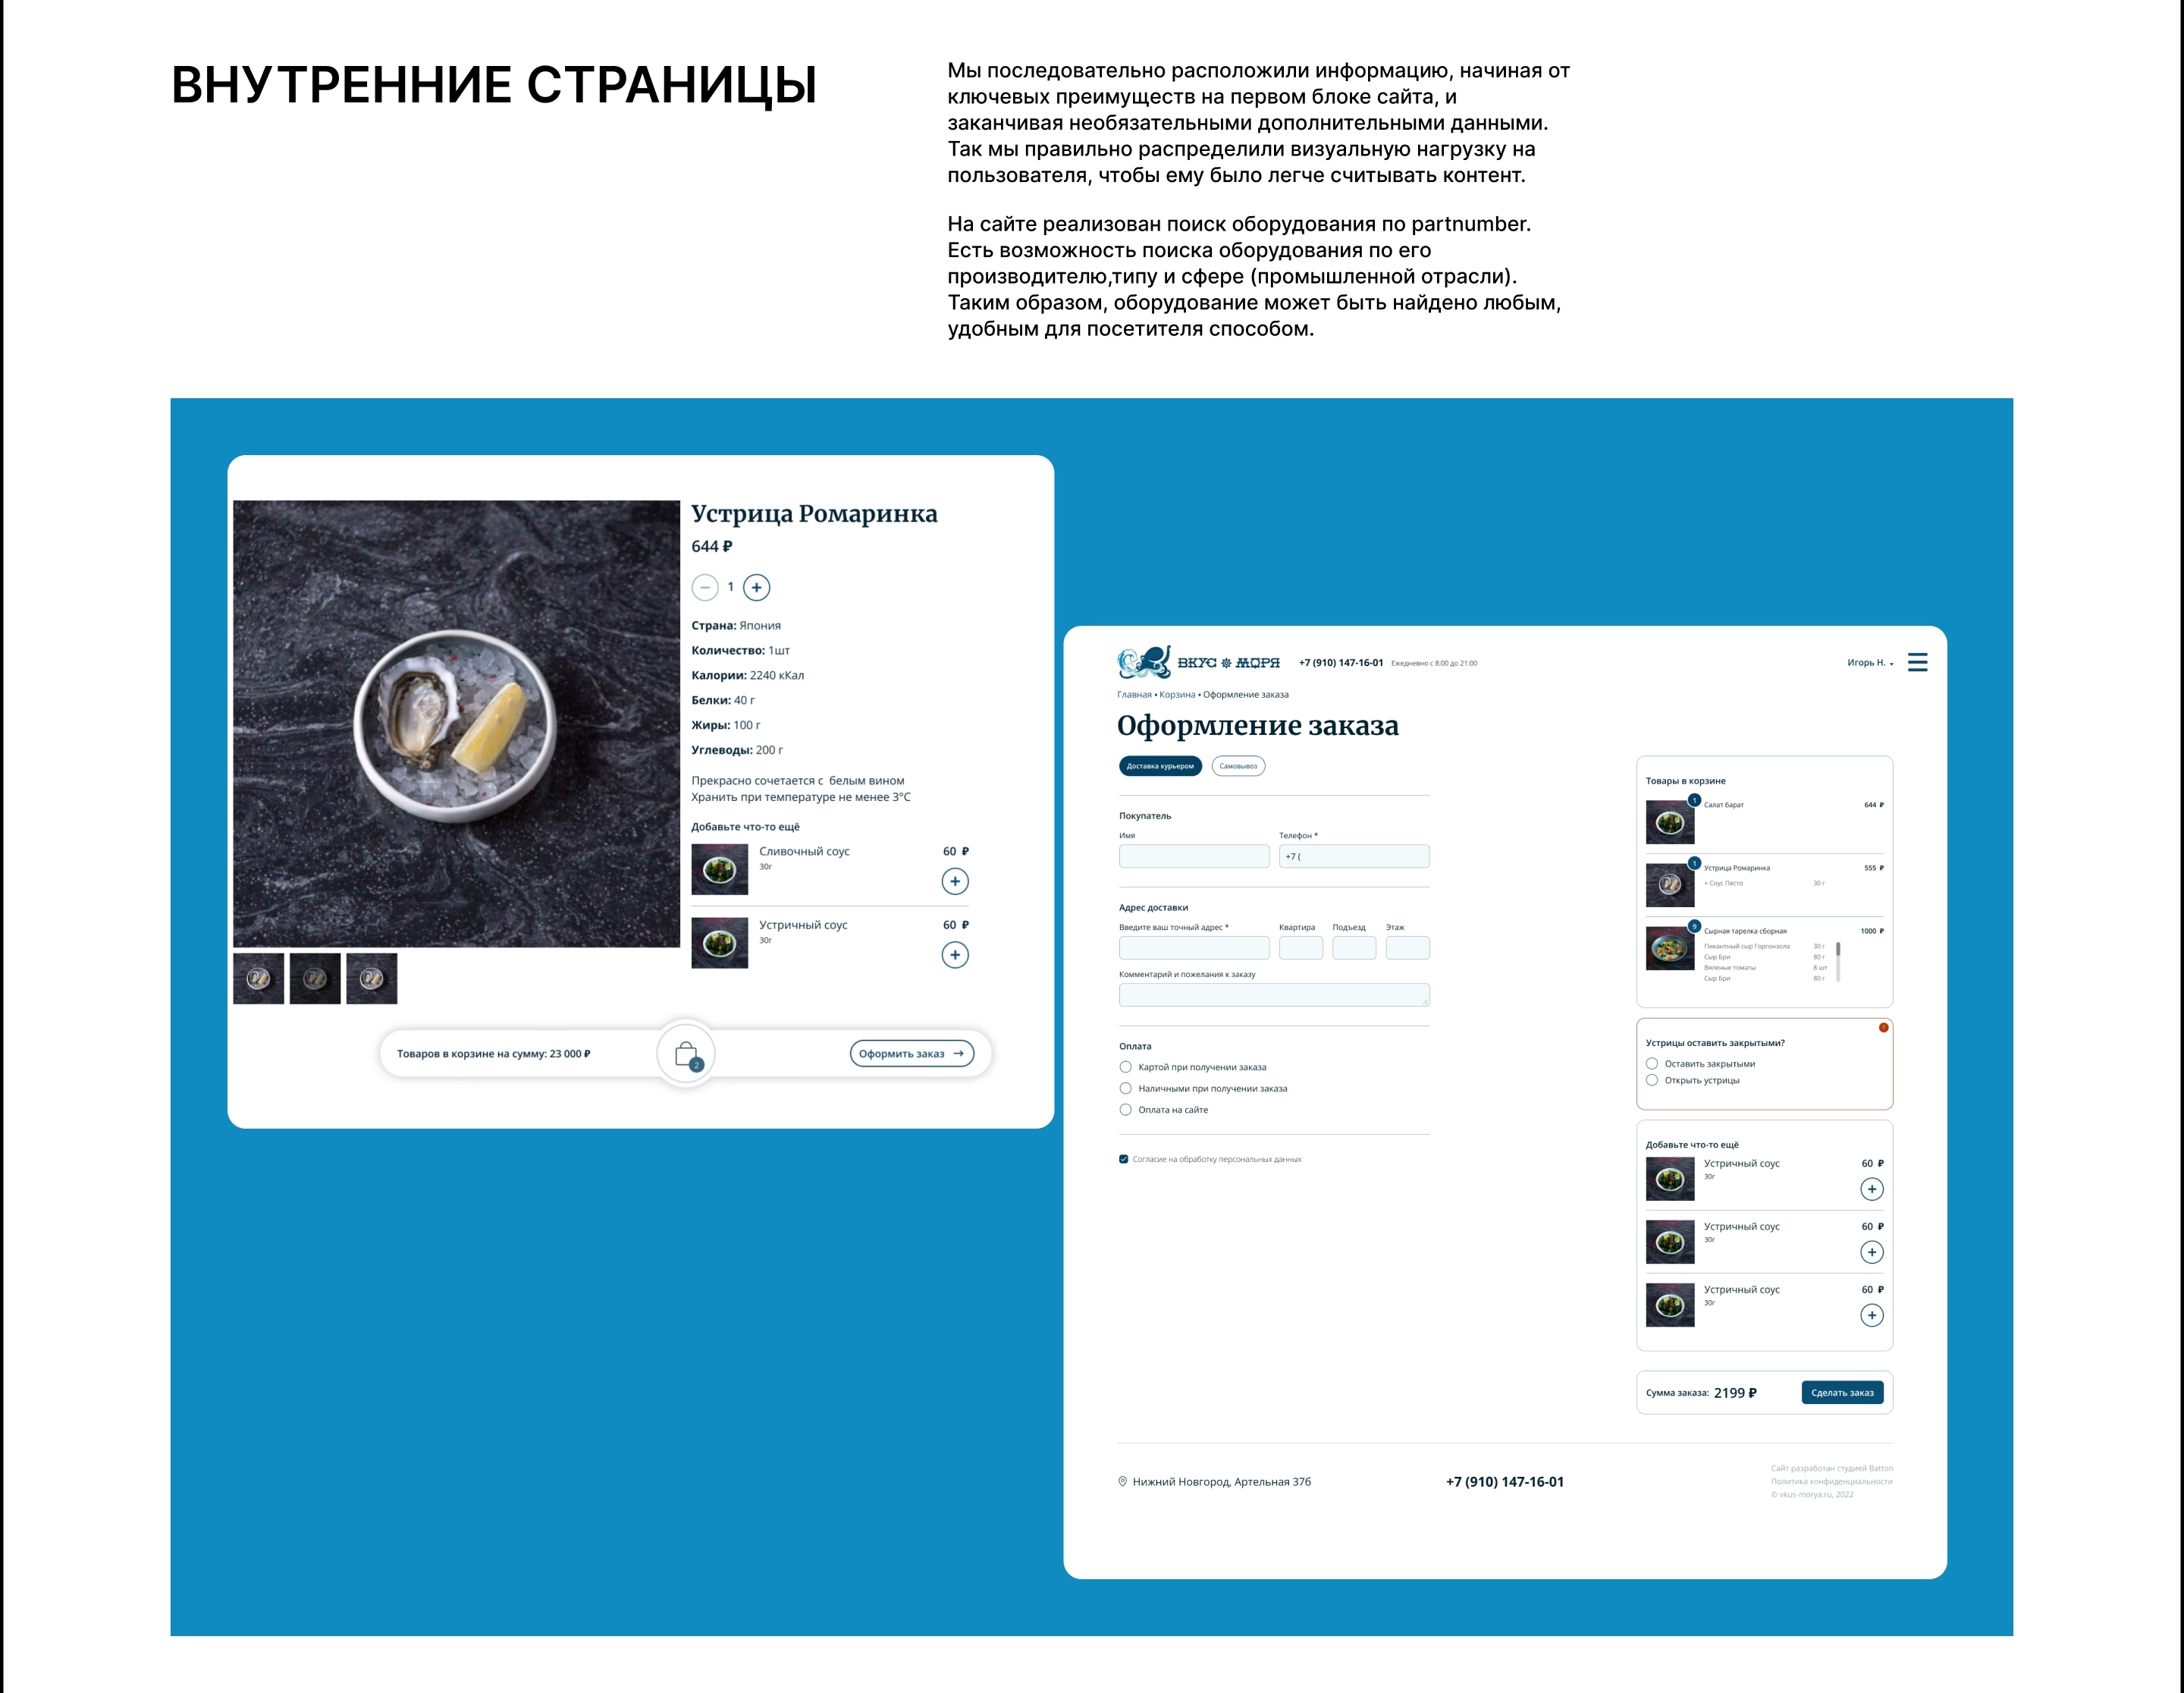 ВНУТРЕННИЕ СТРАНИЦЫ
Мы последовательно расположили информацию, начиная от
ключевых преимуществ на первом блоке сайта, и
заканчивая необязательными дополнительными данными.
Так мы правильно распределили визуальную нагрузку на
пользователя, чтобы ему было легче считывать контент.
На сайте реализован поиск оборудования по partnumber.
Есть возможность поиска оборудования по его
производителю,типу и сфере (промышленной отрасли).
Таким образом, оборудование может быть найдено любым,
удобным для посетителя способом.
Устрица Ромаринка
644 ₽
1
Страна: Япония
Количество: 1шт
Калории: 2240 кКал
Белки: 40 г
Жиры: 100 г
Углеводы: 200 г
Прекрасно сочетается с белым вином
Хранить при температуре не менее 3°C
Добавьте что-то ещё
Сливочный соус 60 ₽
30г
Устричный соус 60 ₽
30г
Товаров в корзине на сумму: 23 000 ₽
2
Оформить заказ →
ВКУС МОРЯ +7 (910) 147-16-01 Ежедневно с 8:00 до 21:00
Игорь Н.
Главная • Корзина • Оформление заказа
Оформление заказа
Доставка курьером Самовывоз
Покупатель
Имя Телефон *
+7 (
Адрес доставки
Введите ваш точный адрес * Квартира Подъезд Этаж
Комментарий и пожелания к заказу
Оплата
Картой при получении заказа
Наличными при получении заказа
Оплата на сайте
Согласие на обработку персональных данных
Товары в корзине
1 Салат барат 644 ₽
1 Устрица Ромаринка 555 ₽
+ Соус Песто 30 г
9 Сырная тарелка сборная 1000 ₽
Пикантный сыр Горгонзола 30 г
Сыр Бри 80 г
Вяленые томаты 8 шт
Сыр Бри 80 г
Устрицы оставить закрытыми?
Оставить закрытыми
Открыть устрицы
Добавьте что-то ещё
Устричный соус 60 ₽
30г
Устричный соус 60 ₽
30г
Устричный соус 60 ₽
30г
Сумма заказа: 2199 ₽ Сделать заказ
Нижний Новгород, Артельная 37б
+7 (910) 147-16-01
Сайт разработан студией Batton
Политика конфиденциальности
© vkus-morya.ru, 2022